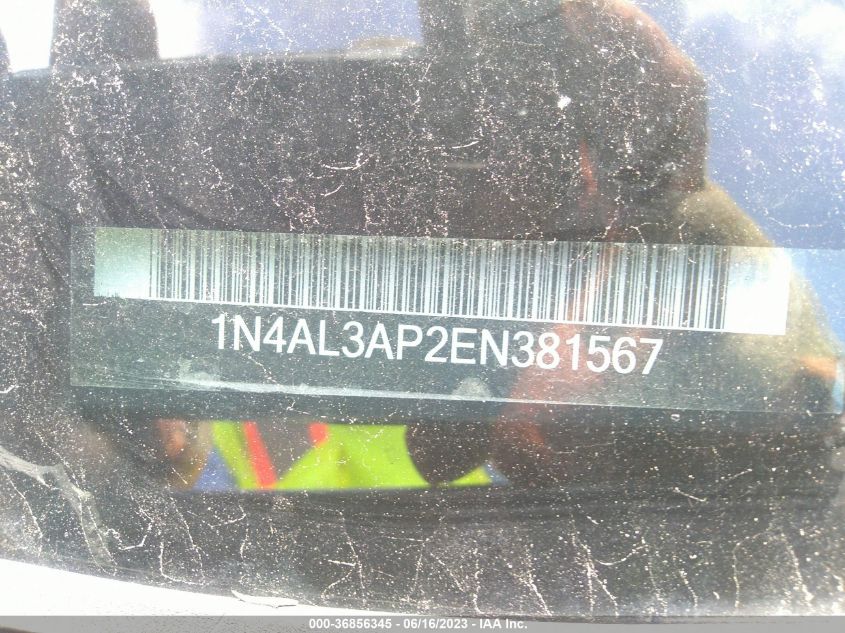 1N4AL3AP2EN381567
000-36856345 - 06/16/2023 - IAA Inc.